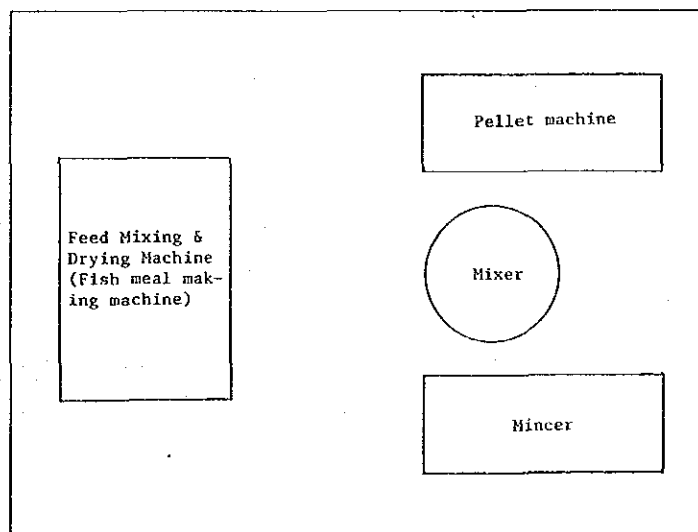 Pellet machine
Feed Mixing &
Drying Machine
(Fish meal mak-
ing machine)
Mixer
Mincer